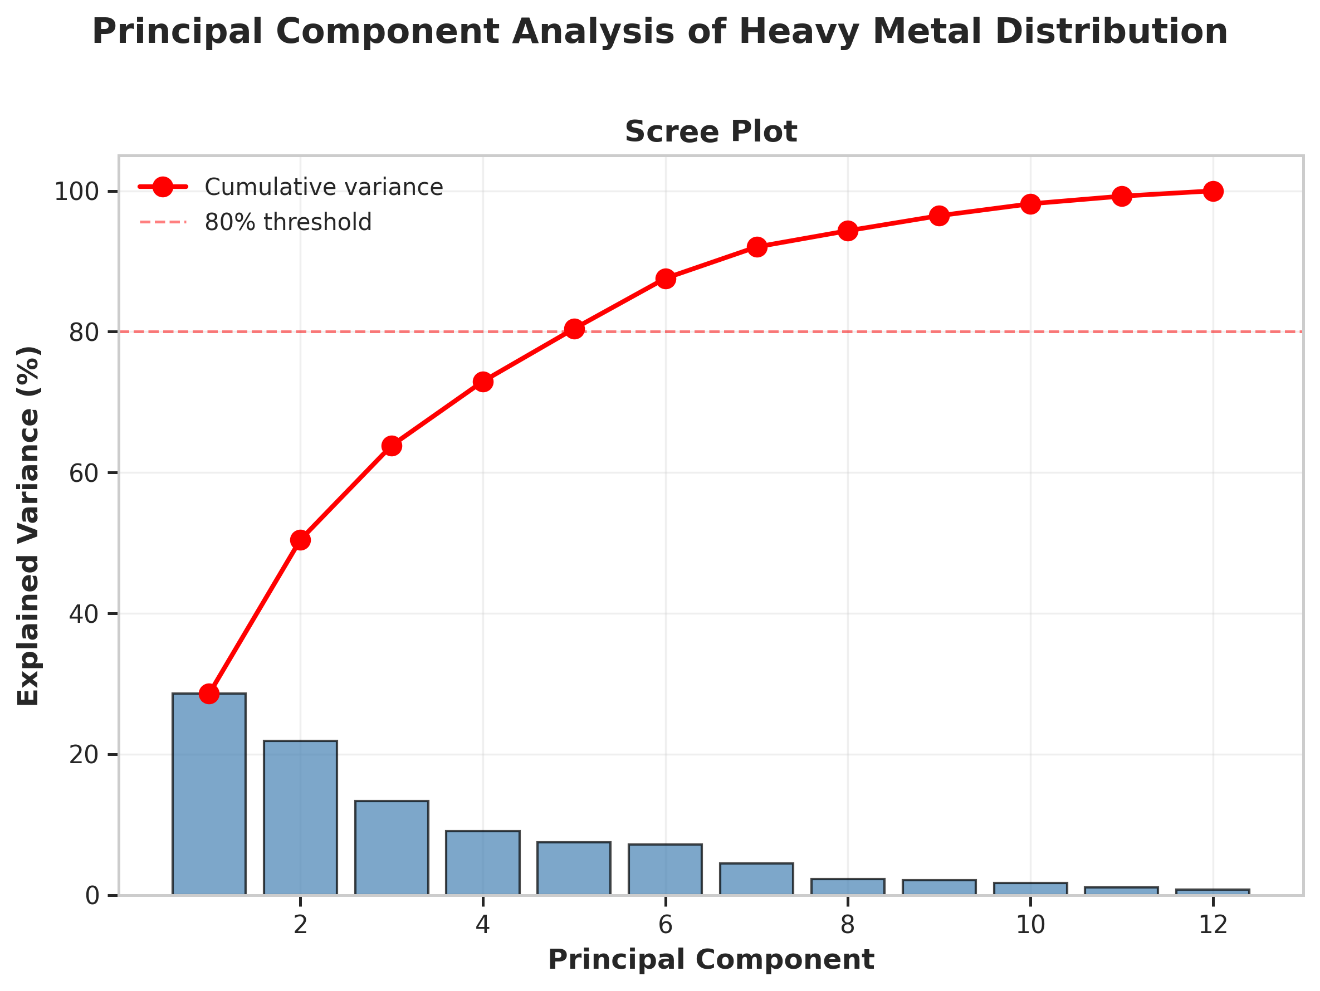 Principal Component Analysis of Heavy Metal Distribution
Scree Plot
Cumulative variance
80% threshold
100
80
60
40
20
0
Explained Variance (%)
2 4 6 8 10 12
Principal Component